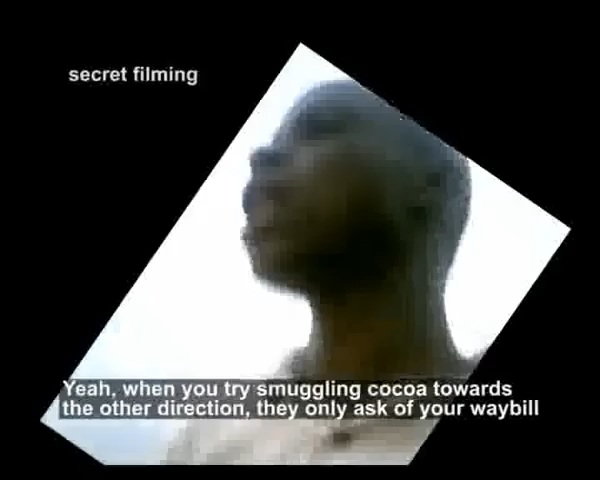 secret filming
Yeah, when you try smuggling cocoa towards
the other direction, they only ask of your waybill